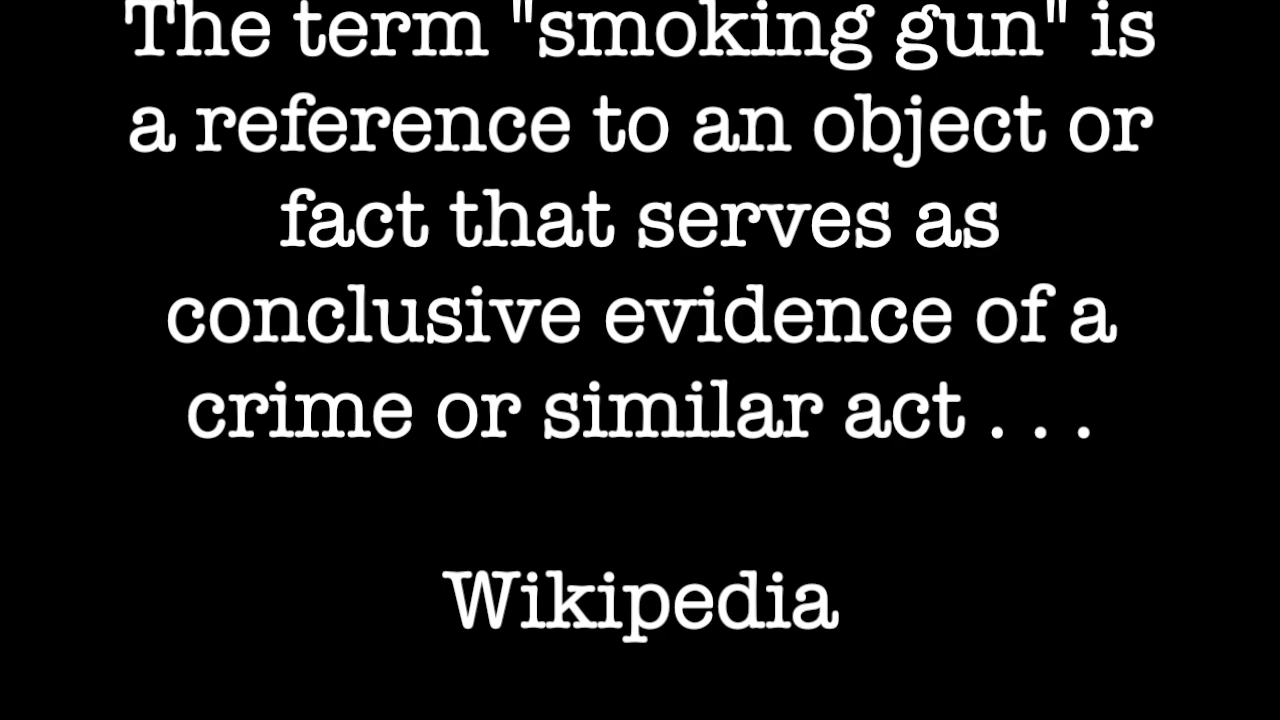 The term "smoking gun" is
a reference to an object or
fact that serves as
conclusive evidence of a
crime or similar act . . .
Wikipedia